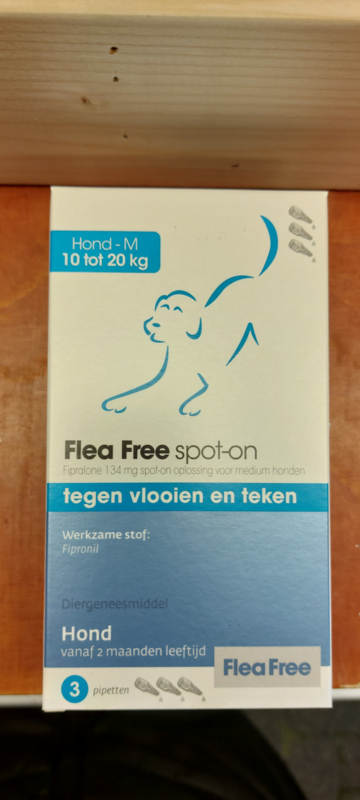 Hond - M
10 tot 20 kg
Flea Free spot-on
Fipralone 134 mg spot-on oplossing voor medium honden
tegen vlooien en teken
Werkzame stof:
Fipronil
Diergeneesmiddel
Hond
vanaf 2 maanden leeftijd
Flea Free
3 pipetten